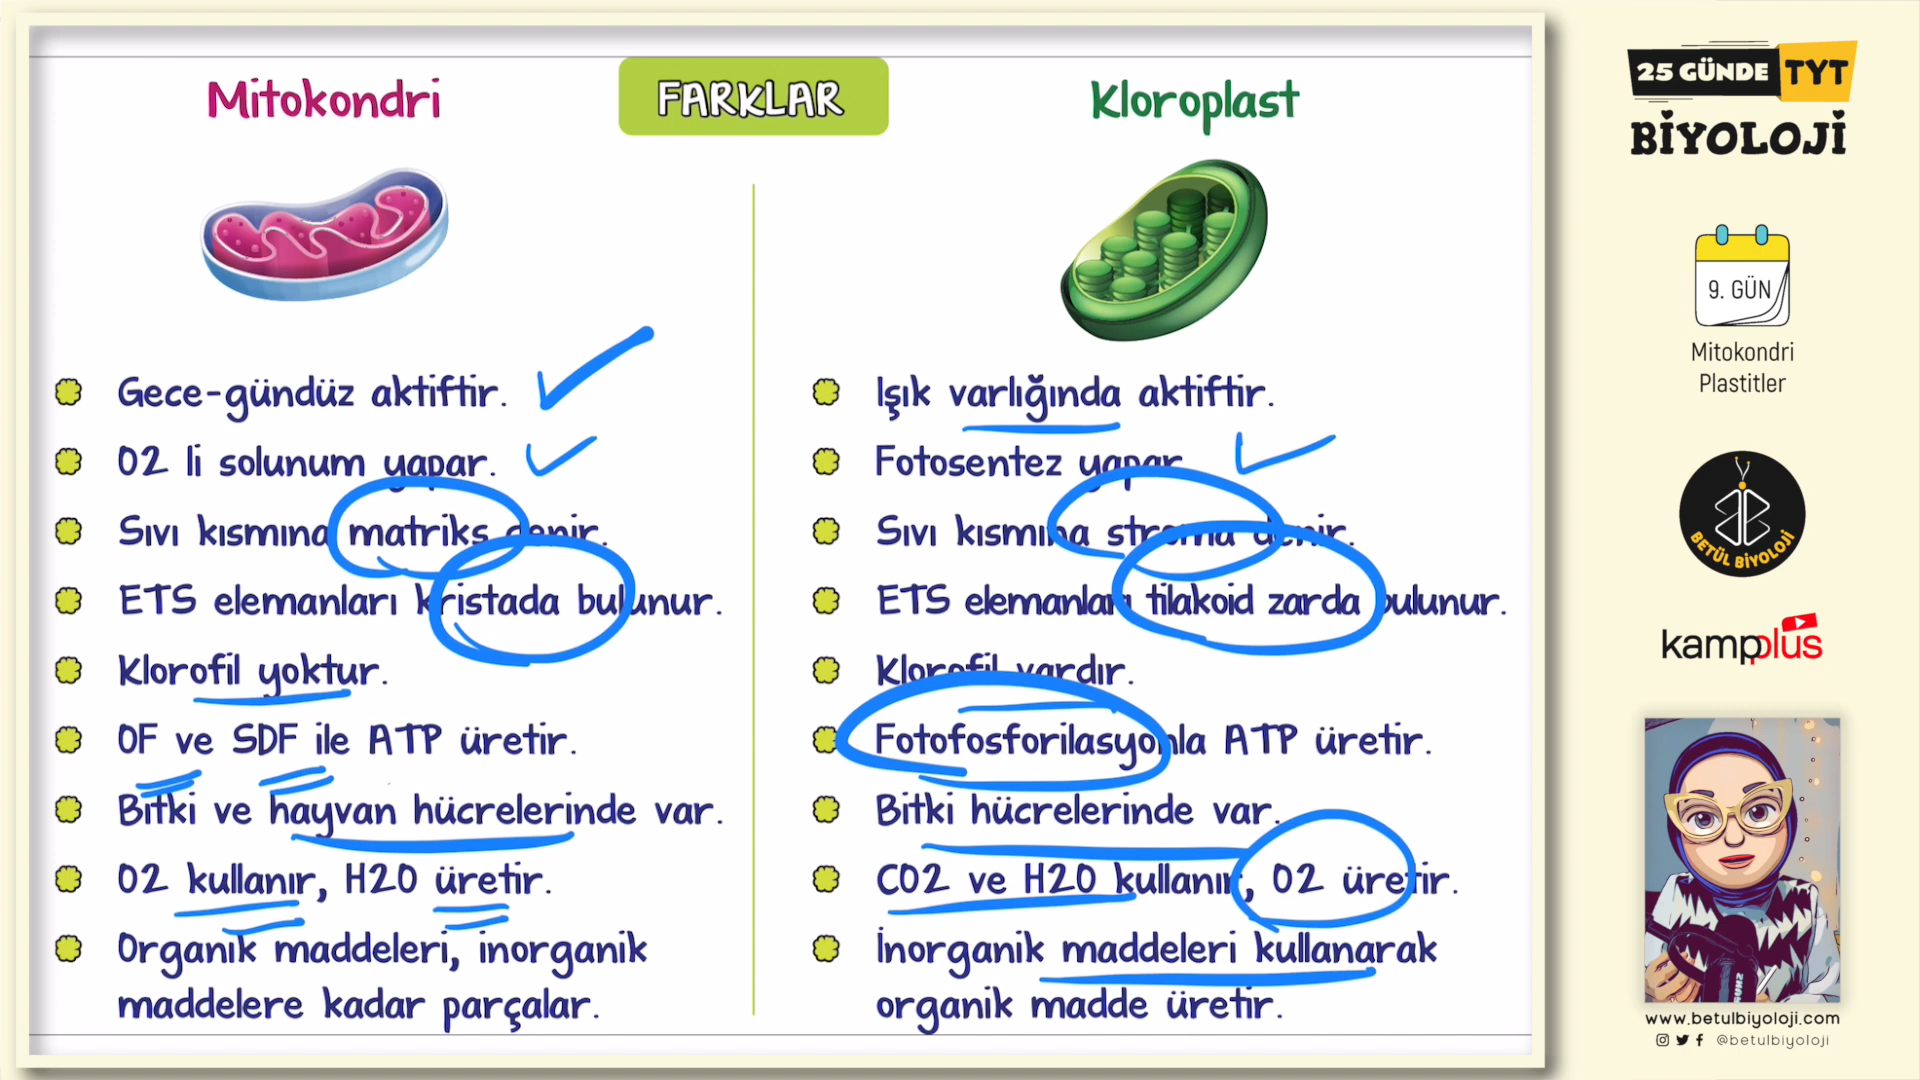 Mitokondri
FARKLAR
Kloroplast
Gece-gündüz aktiftir.
O2 li solunum yapar.
Sıvı kısmına matriks denir.
ETS elemanları kristada bulunur.
Klorofil yoktur.
OF ve SDF ile ATP üretir.
Bitki ve hayvan hücrelerinde var.
O2 kullanır, H2O üretir.
Organik maddeleri, inorganik
maddelere kadar parçalar.
Işık varlığında aktiftir.
Fotosentez yapar.
Sıvı kısmına stroma denir.
ETS elemanları tilakoid zarda bulunur.
Klorofil vardır.
Fotofosforilasyonla ATP üretir.
Bitki hücrelerinde var.
CO2 ve H2O kullanır, O2 üretir.
İnorganik maddeleri kullanarak
organik madde üretir.
25 GÜNDE TYT
BİYOLOJİ
9. GÜN
Mitokondri
Plastitler
BETÜL BİYOLOJİ
kampplus
www.betulbiyoloji.com
@betulbiyoloji